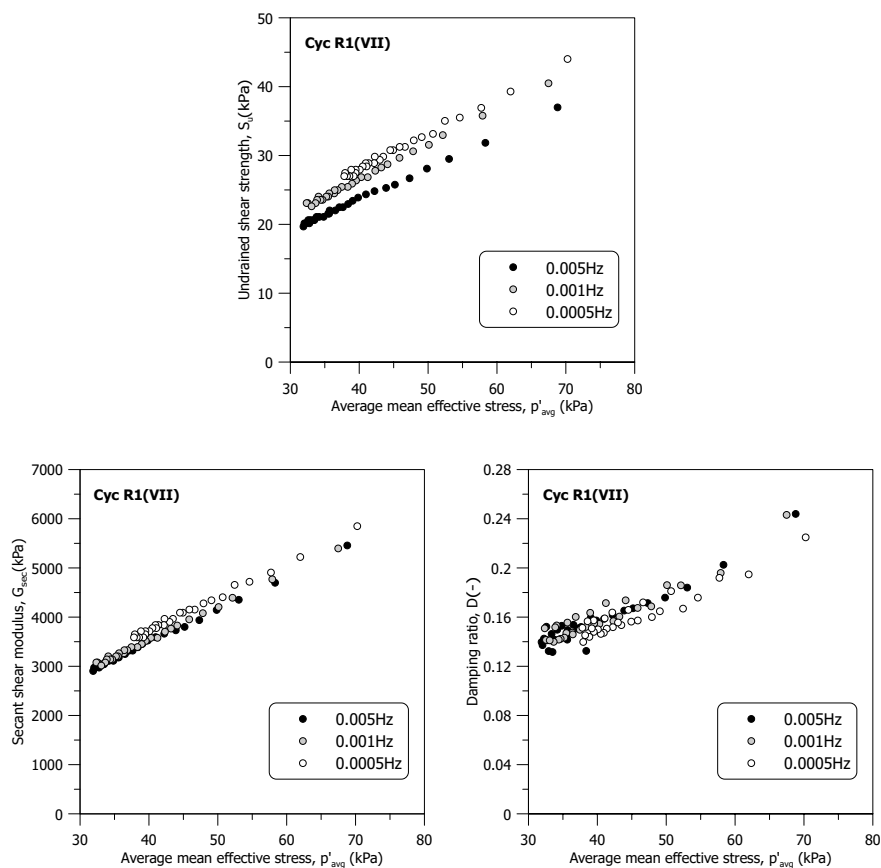 50
40
30
20
10
0
Undrained shear strength, Su(kPa)
Cyc R1(VII)
0.005Hz
0.001Hz
0.0005Hz
30 40 50 60 70 80
Average mean effective stress, p'avg (kPa)
7000
6000
5000
4000
3000
2000
1000
0
Secant shear modulus, Gsec(kPa)
Cyc R1(VII)
0.005Hz
0.001Hz
0.0005Hz
30 40 50 60 70 80
Average mean effective stress, p'avg (kPa)
0.28
0.24
0.2
0.16
0.12
0.08
0.04
0
Damping ratio, D(-)
Cyc R1(VII)
0.005Hz
0.001Hz
0.0005Hz
30 40 50 60 70 80
Average mean effective stress, p'avg (kPa)